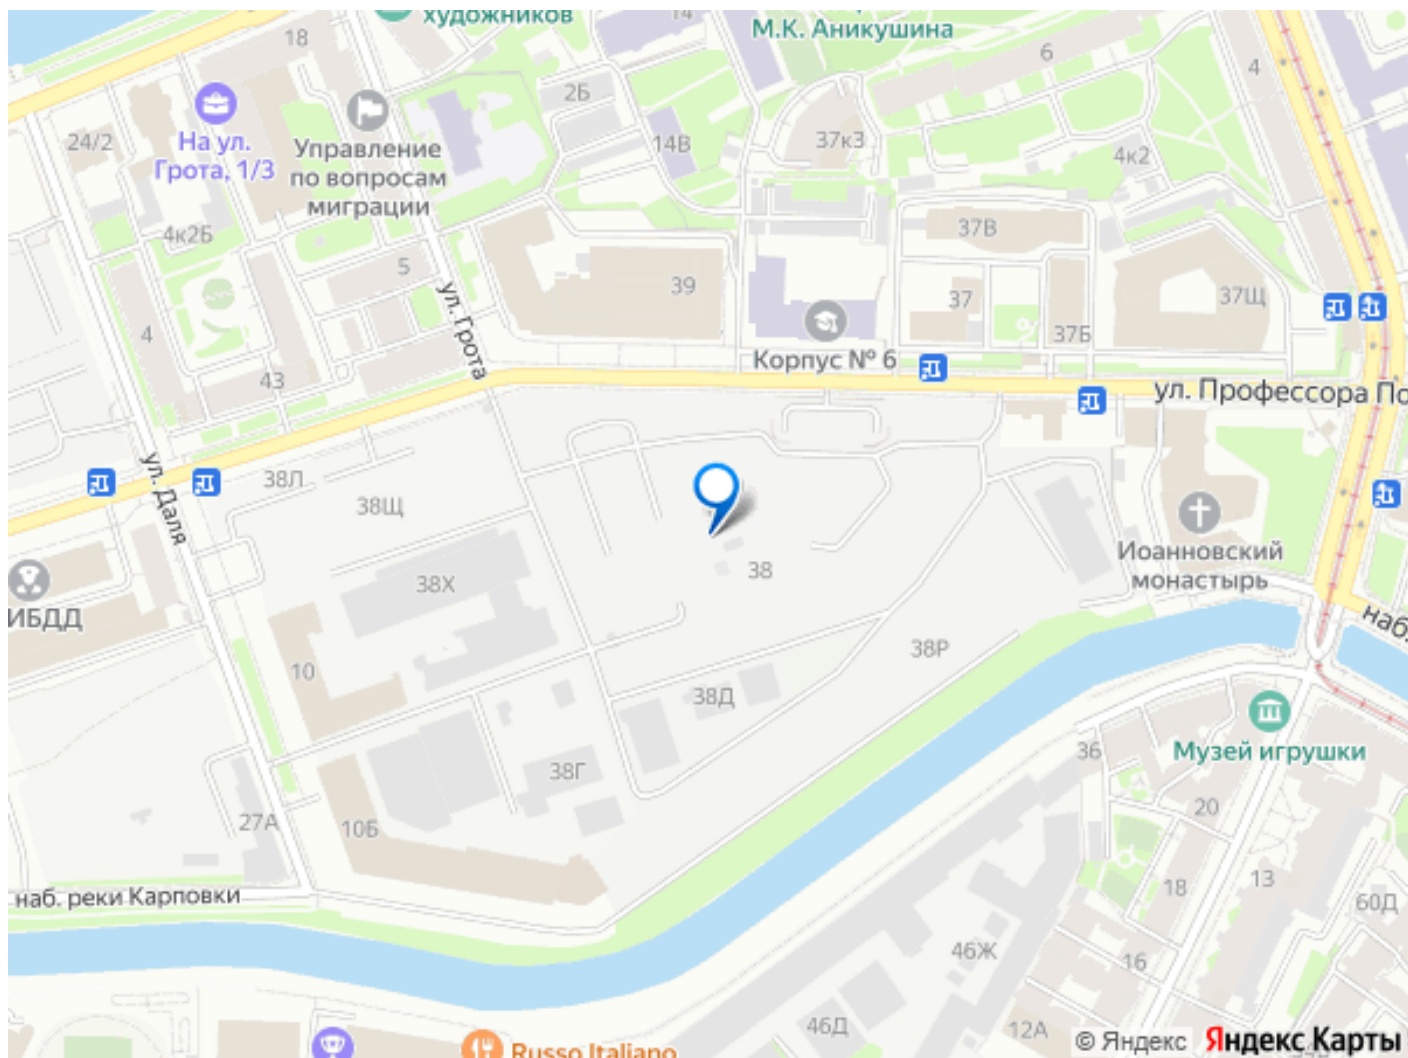 художников
14
М.К. Аникушина
18
6
4
2Б
24/2
На ул.
Грота, 1/3
Управление
по вопросам
миграции
14В
37к3
4к2
4к2Б
37В
5
39
37
37Щ
ул. Грота
4
37Б
43
Корпус № 6
ул. Профессора По
ул. Даля
38Л
38Щ
Иоанновский
монастырь
38
38Х
ИБДД
наб.
38Р
10
38Д
Музей игрушки
36
38Г
20
27А
10Б
13
18
наб. реки Карповки
60Д
46Ж
16
46Д
12А
Russo Italiano
© Яндекс Яндекс Карты